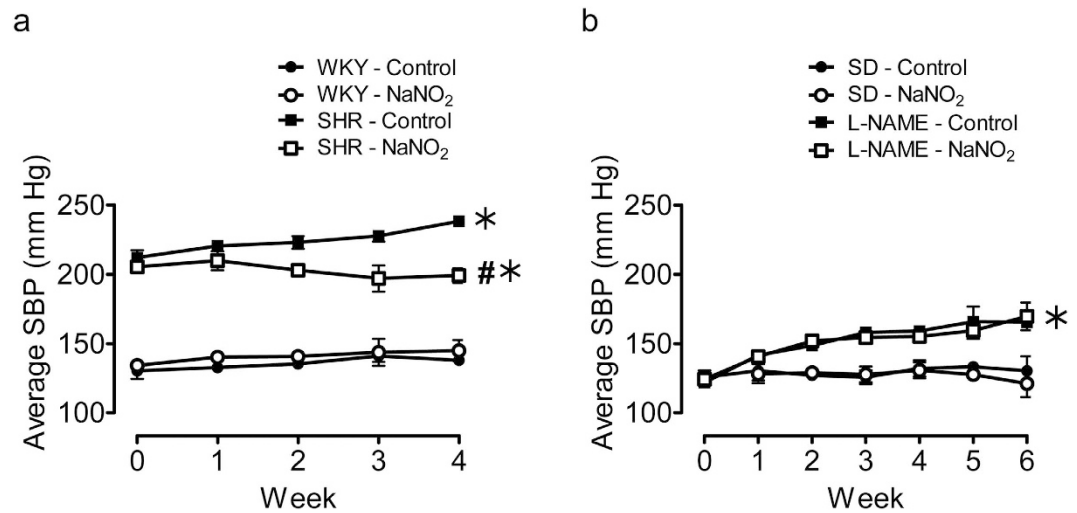 a
WKY - Control
WKY - NaNO₂
SHR - Control
SHR - NaNO₂
Average SBP (mm Hg)
250
200
150
100
*
#*
0 1 2 3 4
Week
b
SD - Control
SD - NaNO₂
L-NAME - Control
L-NAME - NaNO₂
Average SBP (mm Hg)
250
200
150
100
*
0 1 2 3 4 5 6
Week